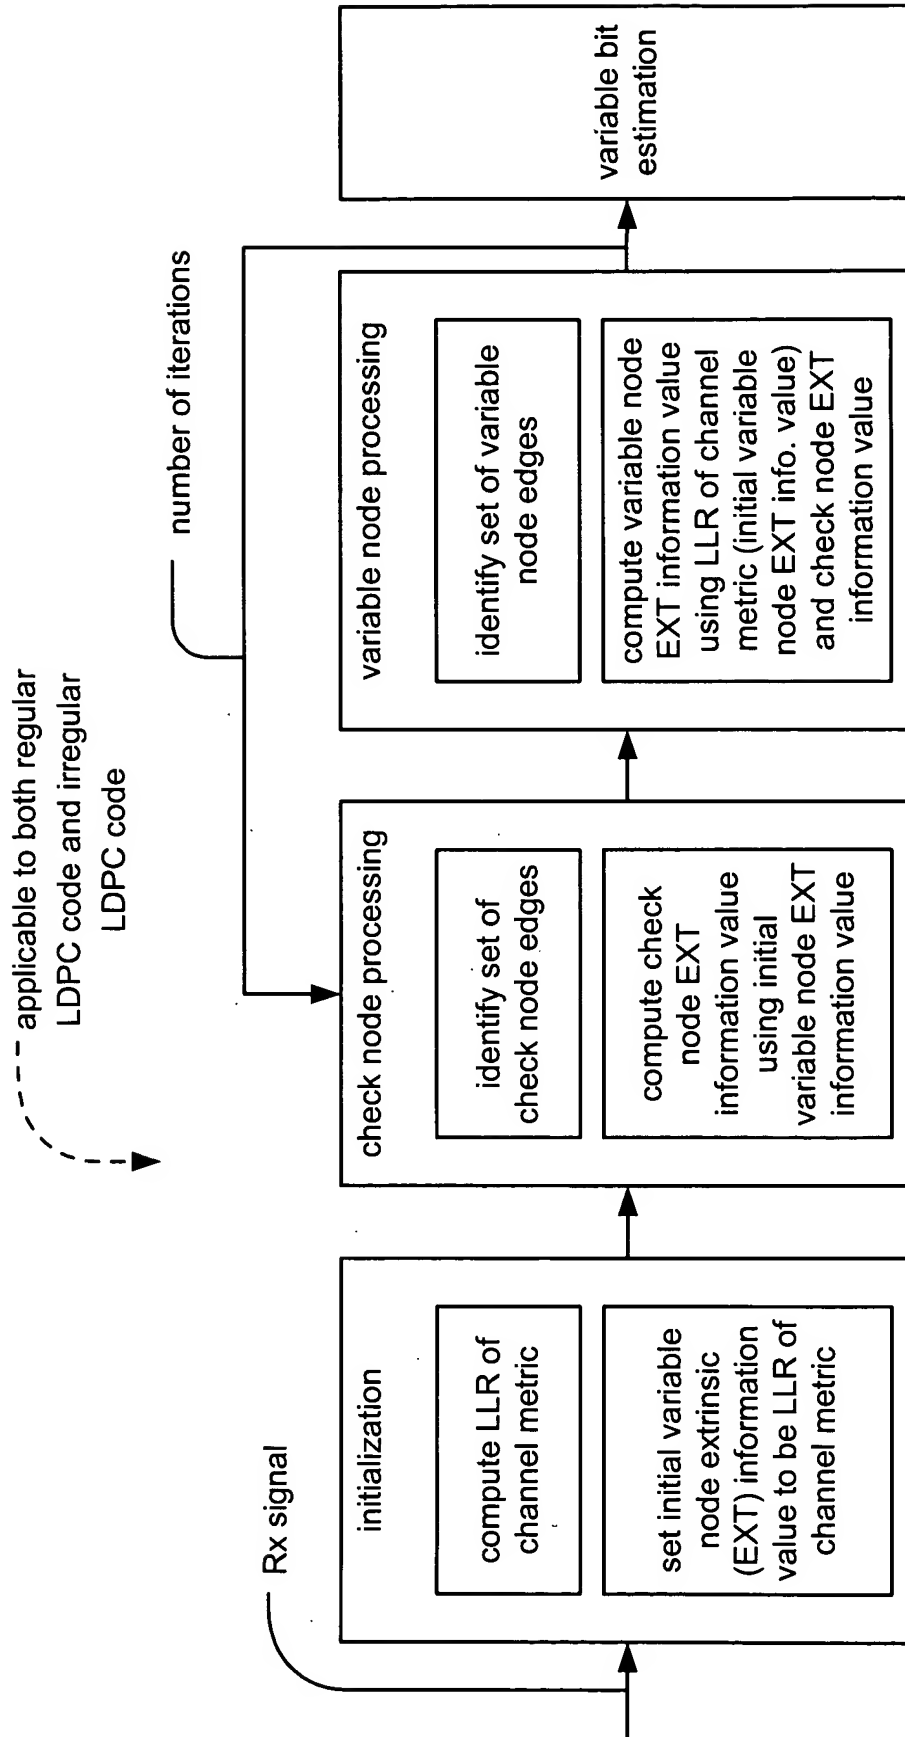 applicable to both regular
LDPC code and irregular
LDPC code
Rx signal
number of iterations
initialization
compute LLR of
channel metric
set initial variable
node extrinsic
(EXT) information
value to be LLR of
channel metric
check node processing
identify set of
check node edges
compute check
node EXT
information value
using initial
variable node EXT
information value
variable node processing
identify set of variable
node edges
compute variable node
EXT information value
using LLR of channel
metric (initial variable
node EXT info. value)
and check node EXT
information value
variable bit
estimation